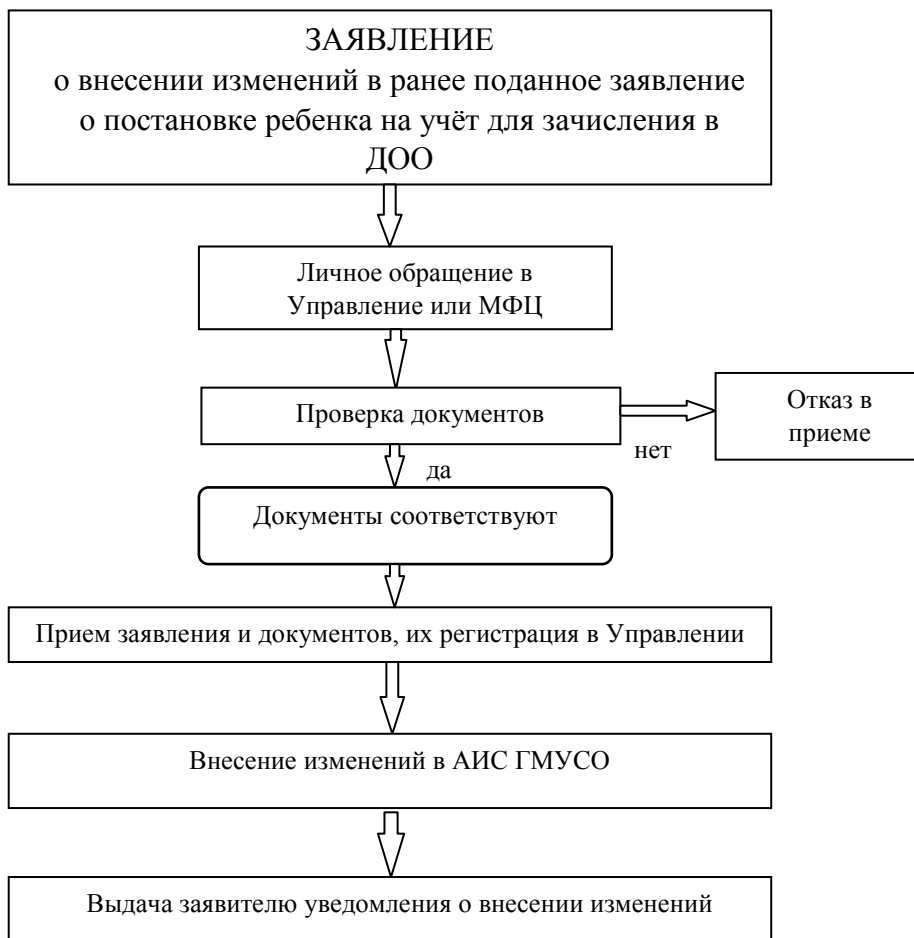 ЗАЯВЛЕНИЕ
о внесении изменений в ранее поданное заявление
о постановке ребенка на учёт для зачисления в
ДОО
Личное обращение в
Управление или МФЦ
Проверка документов
Отказ в
приеме
нет
да
Документы соответствуют
Прием заявления и документов, их регистрация в Управлении
Внесение изменений в АИС ГМУСО
Выдача заявителю уведомления о внесении изменений